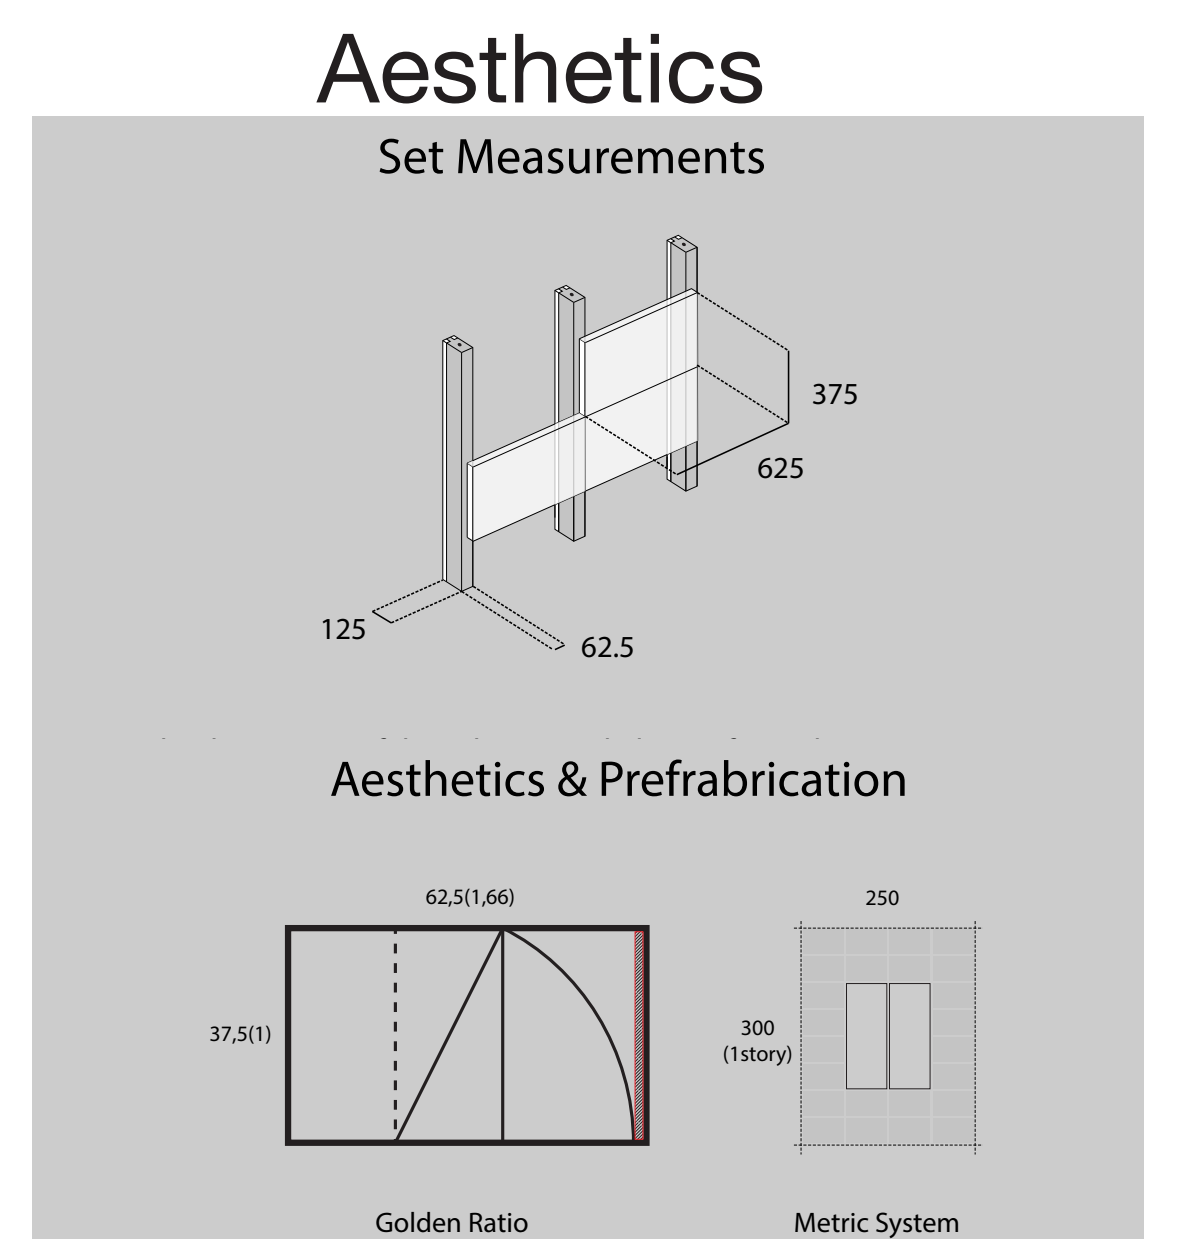 Aesthetics
Set Measurements
375
625
125
62.5
Aesthetics & Prefrabrication
62,5(1,66)
250
37,5(1)
300
(1story)
Golden Ratio
Metric System